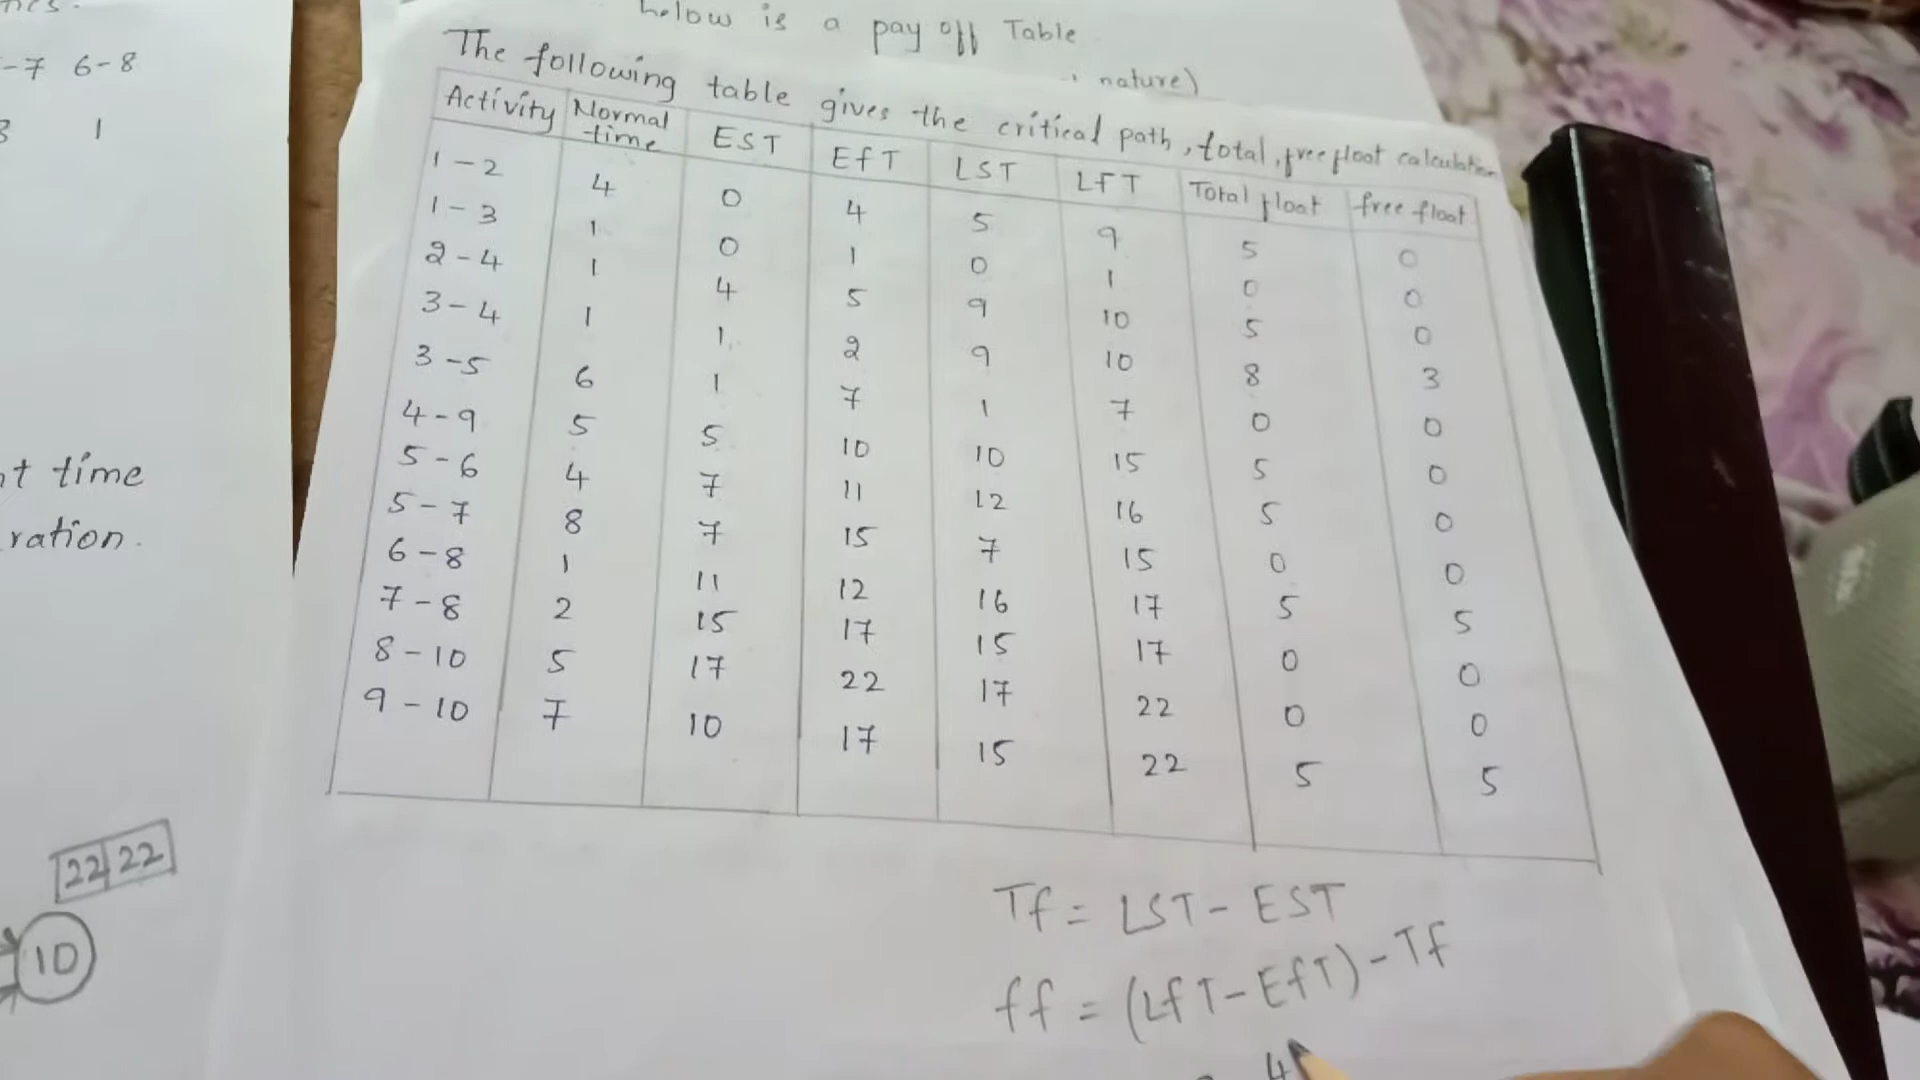 -7 6-8
1
nt time
ration.
22 22
10
below is a pay off Table
nature)
The following table gives the critical path, total, free float calculation
Activity Normal time EST EfT LST LfT Total float free float
1-2 4 0 4 5 9 5 0
1-3 1 0 1 0 1 0 0
2-4 1 4 5 9 10 5 0
3-4 1 1 2 9 10 8 3
3-5 6 1 7 1 7 0 0
4-9 5 5 10 10 15 5 0
5-6 4 7 11 12 16 5 0
5-7 8 7 15 7 15 0 0
6-8 1 11 12 16 17 5 5
7-8 2 15 17 15 17 0 0
8-10 5 17 22 17 22 0 0
9-10 7 10 17 15 22 5 5
Tf = LST - EST
ff = (LfT - EfT) - Tf
4